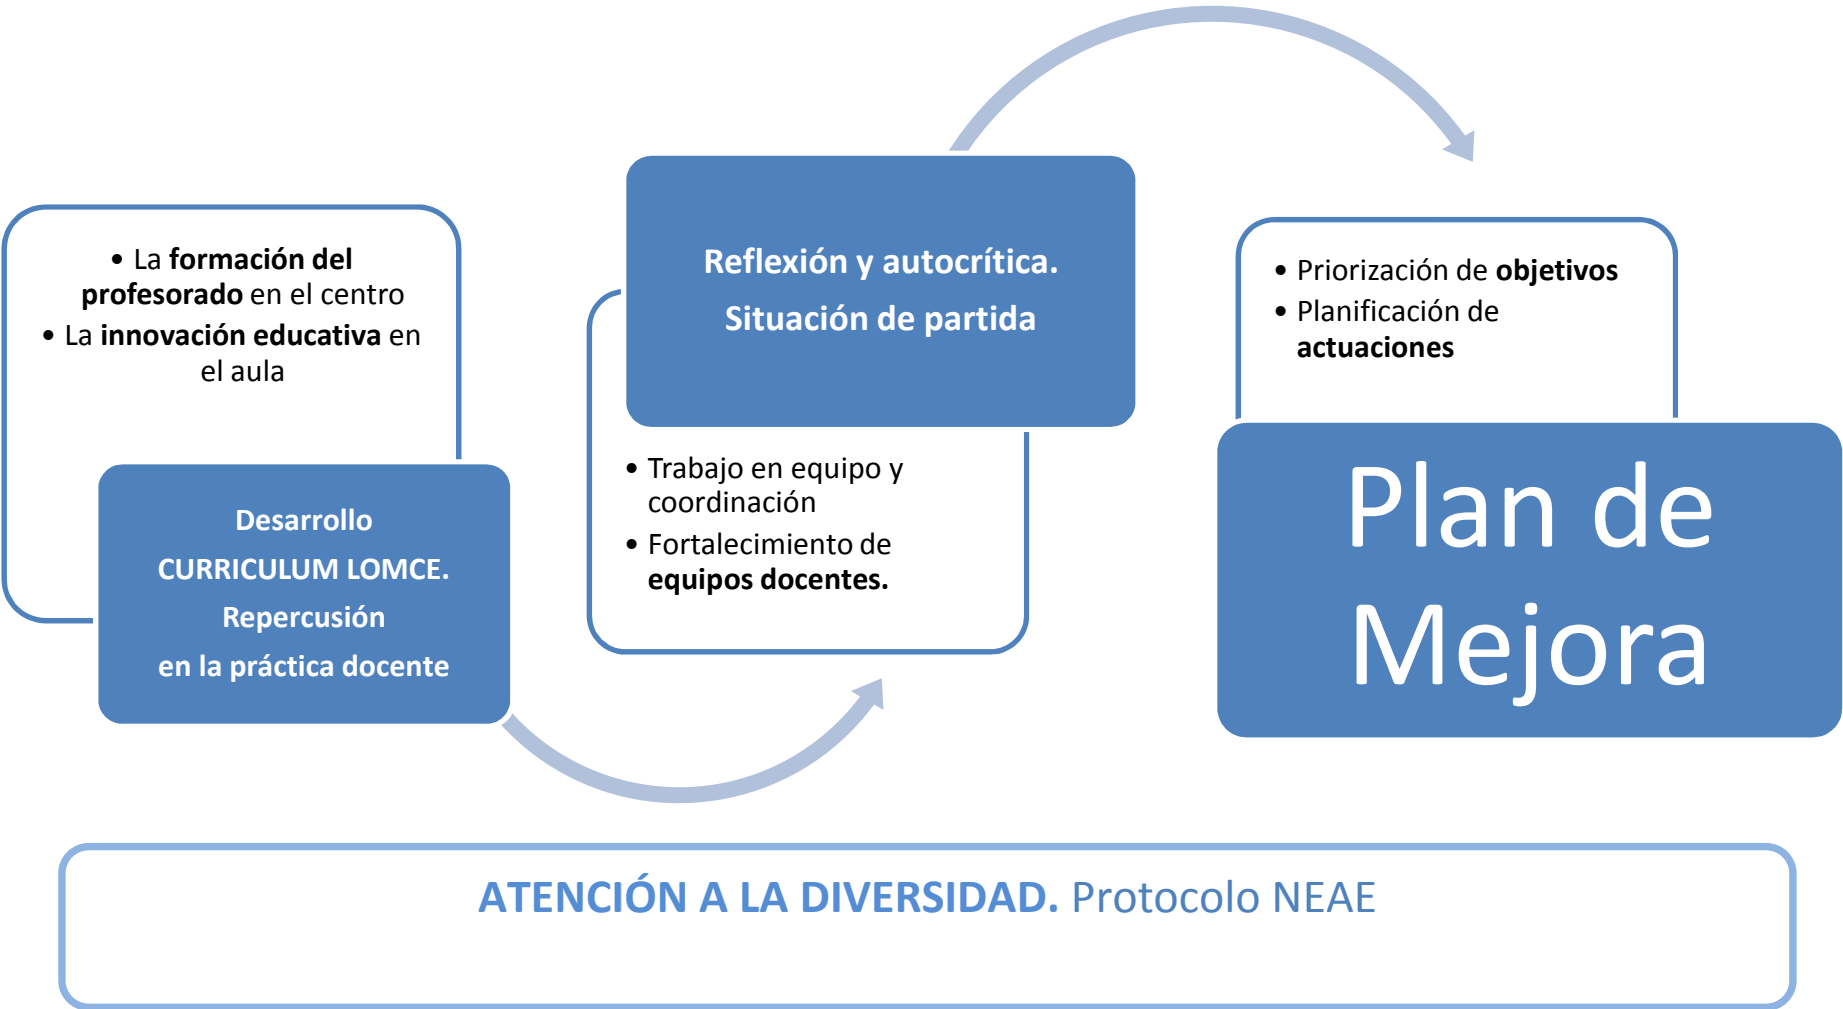 • La formación del
profesorado en el centro
• La innovación educativa en
el aula
Desarrollo
CURRICULUM LOMCE.
Repercusión
en la práctica docente
Reflexión y autocrítica.
Situación de partida
• Trabajo en equipo y
coordinación
• Fortalecimiento de
equipos docentes.
• Priorización de objetivos
• Planificación de
actuaciones
Plan de
Mejora
ATENCIÓN A LA DIVERSIDAD. Protocolo NEAE